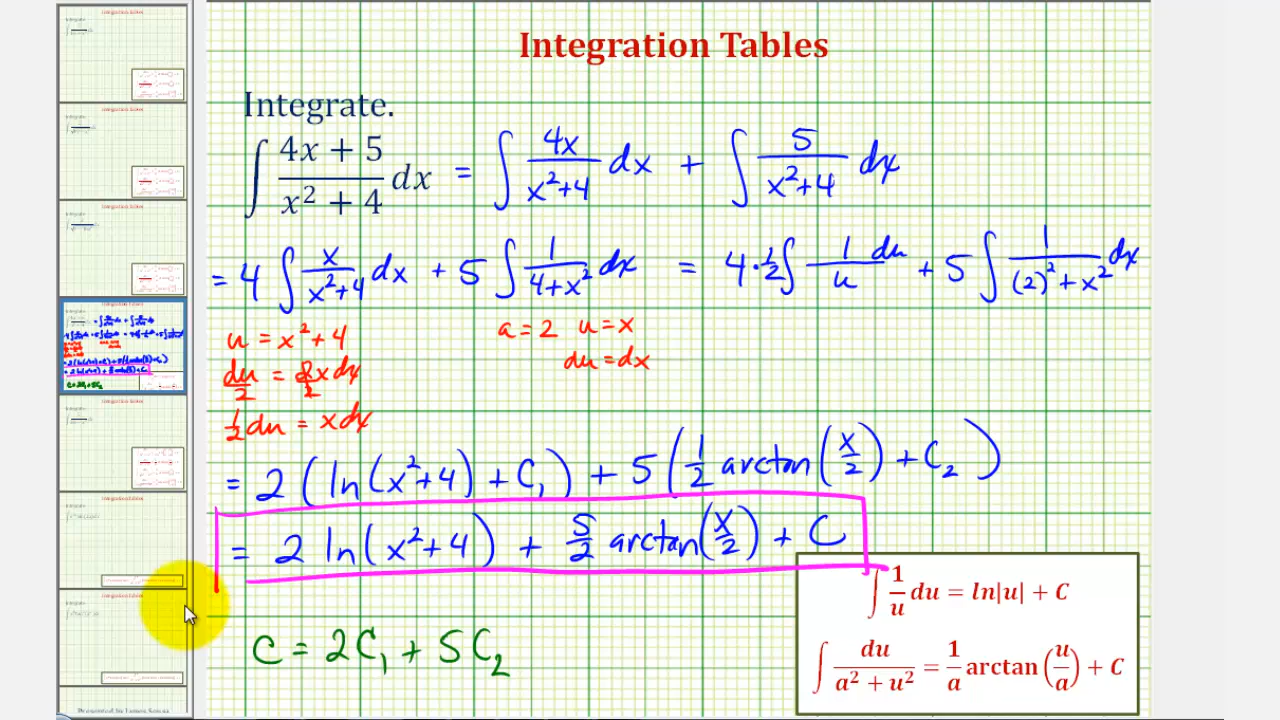 Integration Tables
Integrate.
∫ (4x + 5)/(x² + 4) dx = ∫ 4x/(x²+4) dx + ∫ 5/(x²+4) dx
= 4 ∫ x/(x²+4) dx + 5 ∫ 1/(4+x²) dx = 4·½ ∫ 1/u du + 5 ∫ 1/((2)²+x²) dx
u = x²+4
a = 2 u = x
du/2 = 2x dx/2
du = dx
½ du = x dx
= 2 (ln(x²+4) + C₁) + 5 (½ arctan(x/2) + C₂)
= 2 ln(x²+4) + 5/2 arctan(x/2) + C
∫ 1/u du = ln|u| + C
C = 2C₁ + 5C₂
∫ du/(a² + u²) = 1/a arctan(u/a) + C